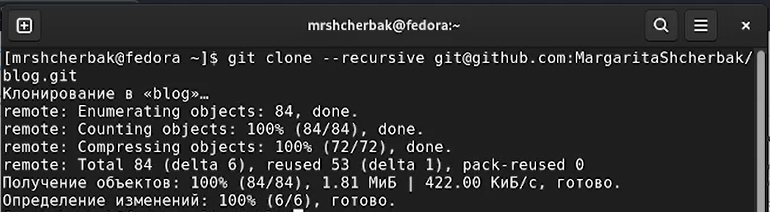 mrshcherbak@fedora:~
[mrshcherbak@fedora ~]$ git clone --recursive git@github.com:MargaritaShcherbak/
blog.git
Клонирование в «blog»…
remote: Enumerating objects: 84, done.
remote: Counting objects: 100% (84/84), done.
remote: Compressing objects: 100% (72/72), done.
remote: Total 84 (delta 6), reused 53 (delta 1), pack-reused 0
Получение объектов: 100% (84/84), 1.81 МиБ | 422.00 КиБ/с, готово.
Определение изменений: 100% (6/6), готово.